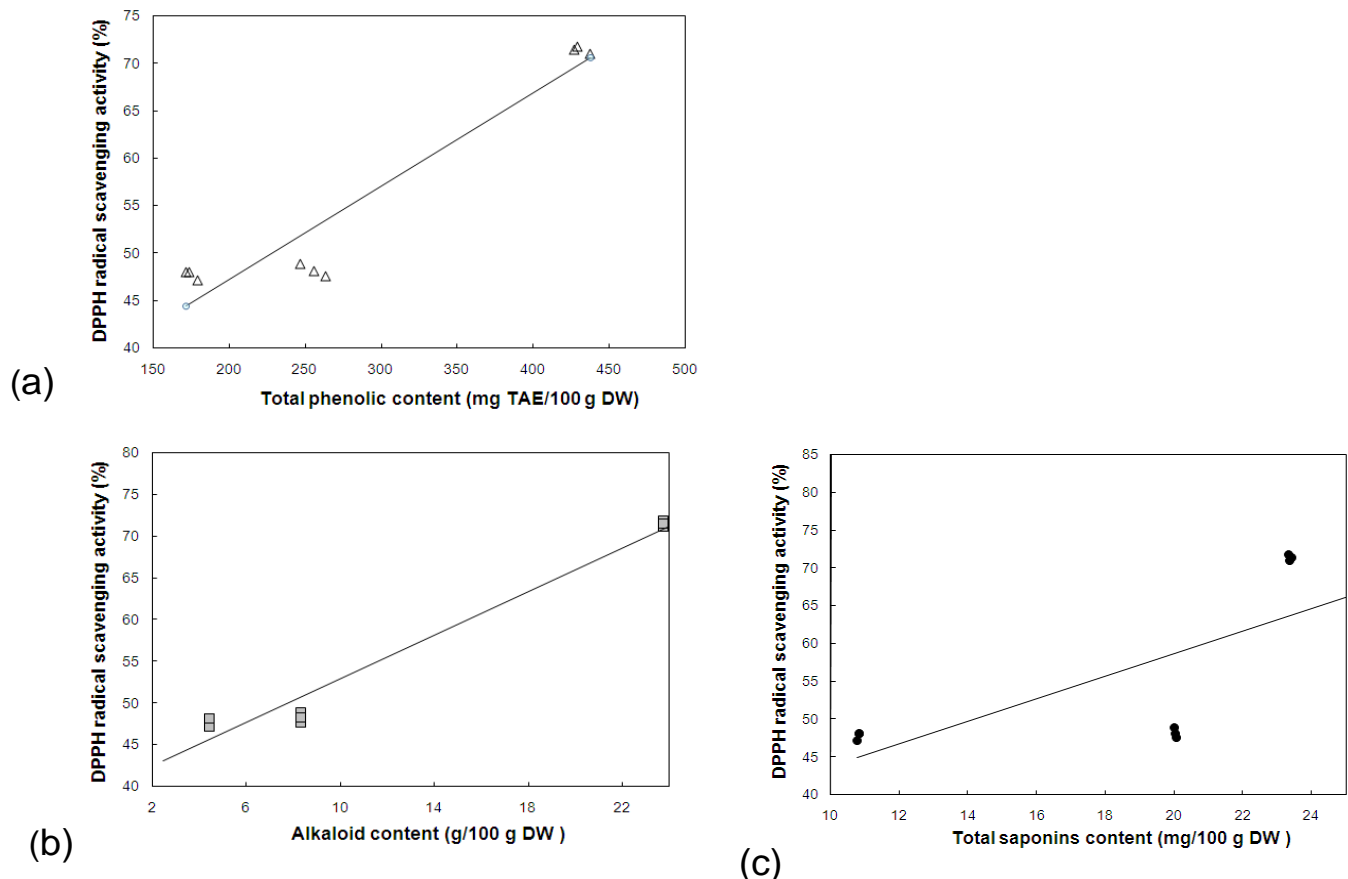 DPPH radical scavenging activity (%)
75
70
65
60
55
50
45
40
150 200 250 300 350 400 450 500
Total phenolic content (mg TAE/100 g DW)
(a)
DPPH radical scavenging activity (%)
80
75
70
65
60
55
50
45
40
2 6 10 14 18 22
Alkaloid content (g/100 g DW )
(b)
DPPH radical scavenging activity (%)
85
80
75
70
65
60
55
50
45
40
10 12 14 16 18 20 22 24
Total saponins content (mg/100 g DW )
(c)